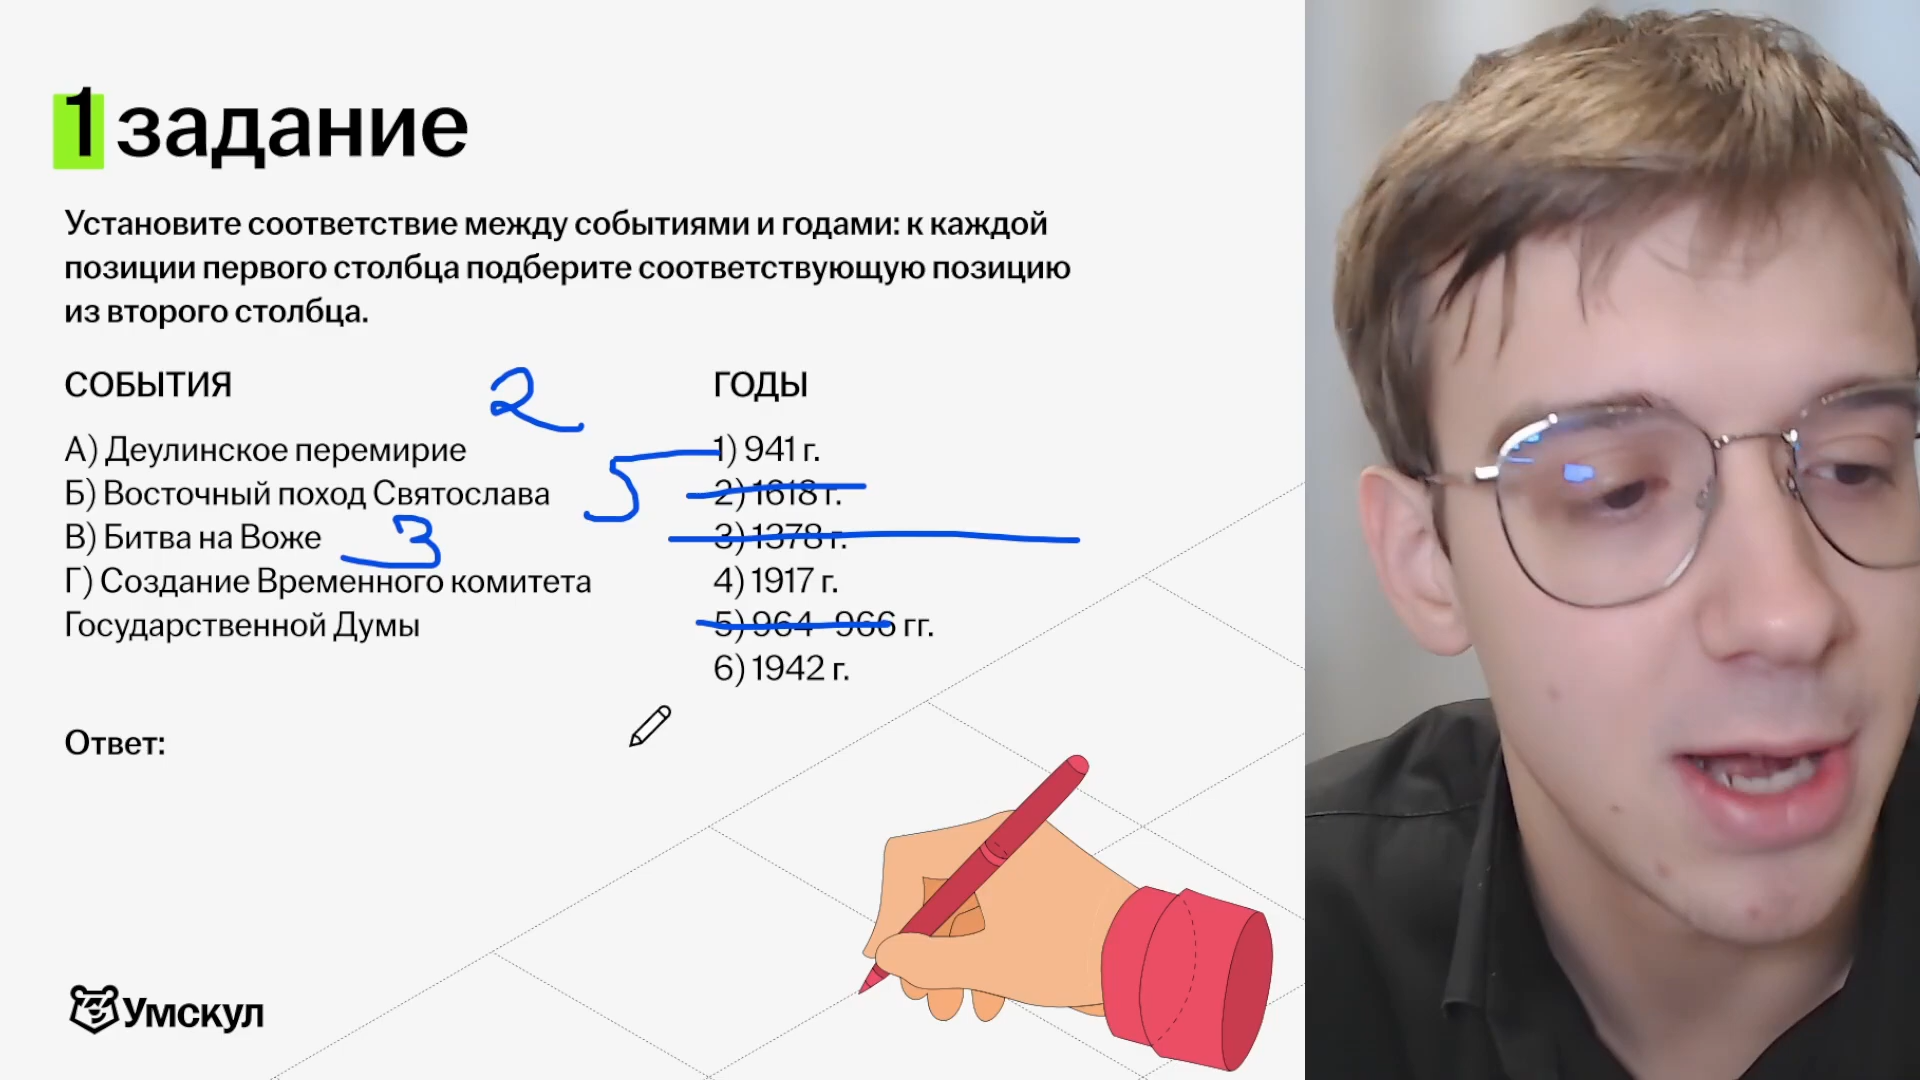 1 задание
Установите соответствие между событиями и годами: к каждой
позиции первого столбца подберите соответствующую позицию
из второго столбца.
СОБЫТИЯ 2
А) Деулинское перемирие
Б) Восточный поход Святослава 5
В) Битва на Воже 3
Г) Создание Временного комитета
Государственной Думы
ГОДЫ
1) 941 г.
2) 1618 г.
3) 1378 г.
4) 1917 г.
5) 964–966 гг.
6) 1942 г.
Ответ:
Умскул